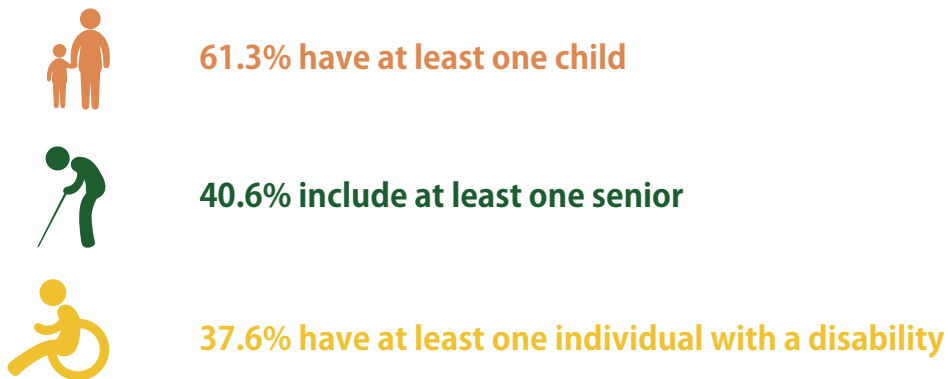 61.3% have at least one child
40.6% include at least one senior
37.6% have at least one individual with a disability